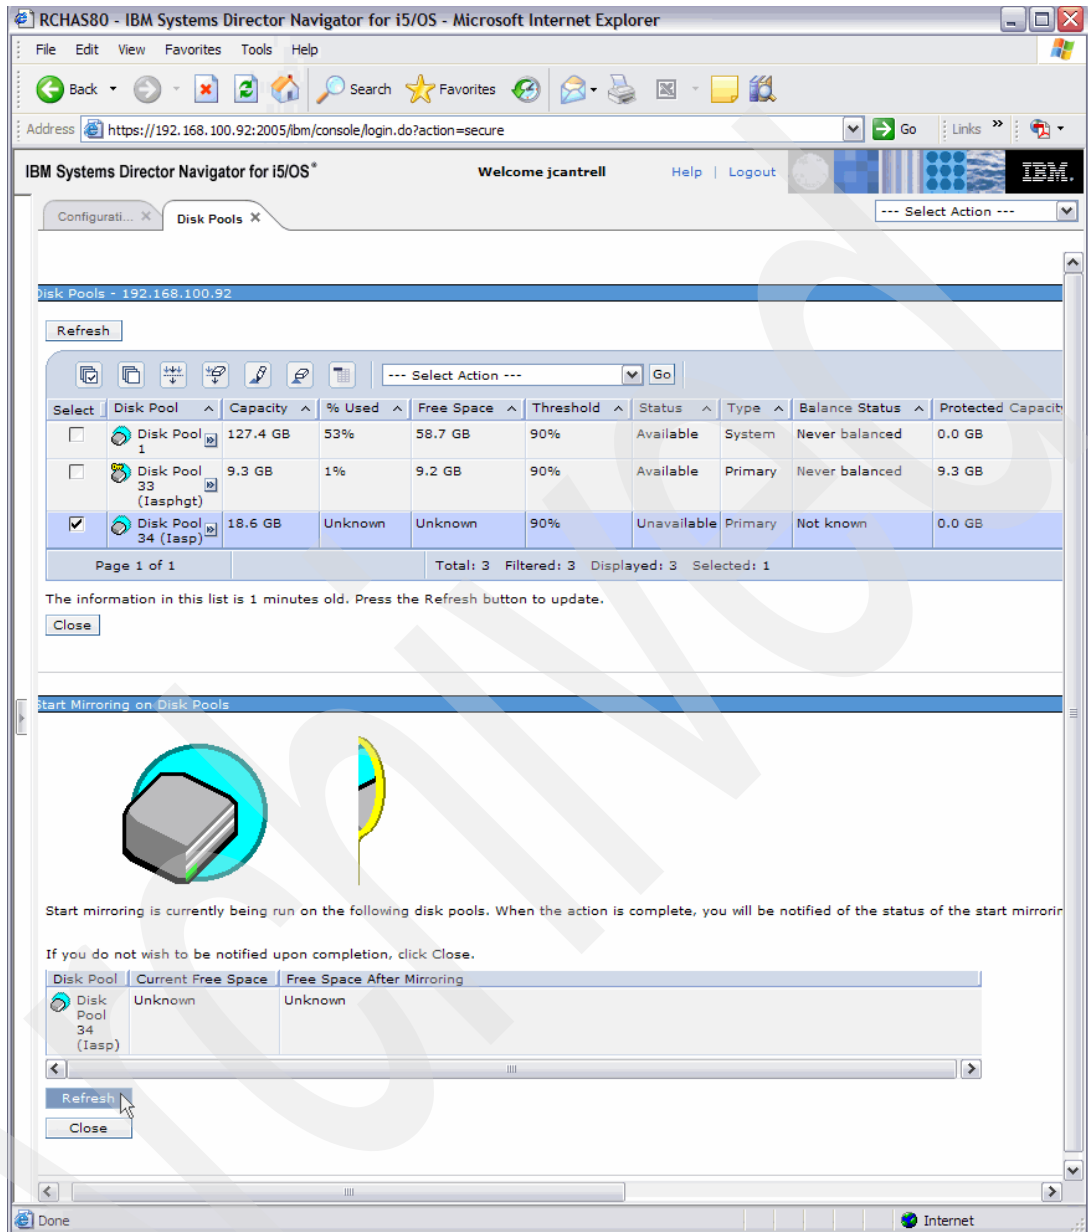 RCHAS80 - IBM Systems Director Navigator for i5/OS - Microsoft Internet Explorer
File Edit View Favorites Tools Help
Back Search Favorites
Address https://192.168.100.92:2005/ibm/console/login.do?action=secure Go Links »
IBM Systems Director Navigator for i5/OS® Welcome jcantrell Help | Logout IBM.
Configurati... X Disk Pools X --- Select Action ---
Disk Pools - 192.168.100.92
Refresh
--- Select Action --- Go
Select Disk Pool Capacity % Used Free Space Threshold Status Type Balance Status Protected Capacity
Disk Pool 127.4 GB 53% 58.7 GB 90% Available System Never balanced 0.0 GB
1
Disk Pool 9.3 GB 1% 9.2 GB 90% Available Primary Never balanced 9.3 GB
33
(Iasphgt)
Disk Pool 18.6 GB Unknown Unknown 90% Unavailable Primary Not known 0.0 GB
34 (Iasp)
Page 1 of 1 Total: 3 Filtered: 3 Displayed: 3 Selected: 1
The information in this list is 1 minutes old. Press the Refresh button to update.
Close
Start Mirroring on Disk Pools
Start mirroring is currently being run on the following disk pools. When the action is complete, you will be notified of the status of the start mirrorin
If you do not wish to be notified upon completion, click Close.
Disk Pool Current Free Space Free Space After Mirroring
Disk Unknown Unknown
Pool
34
(Iasp)
Refresh
Close
Done Internet